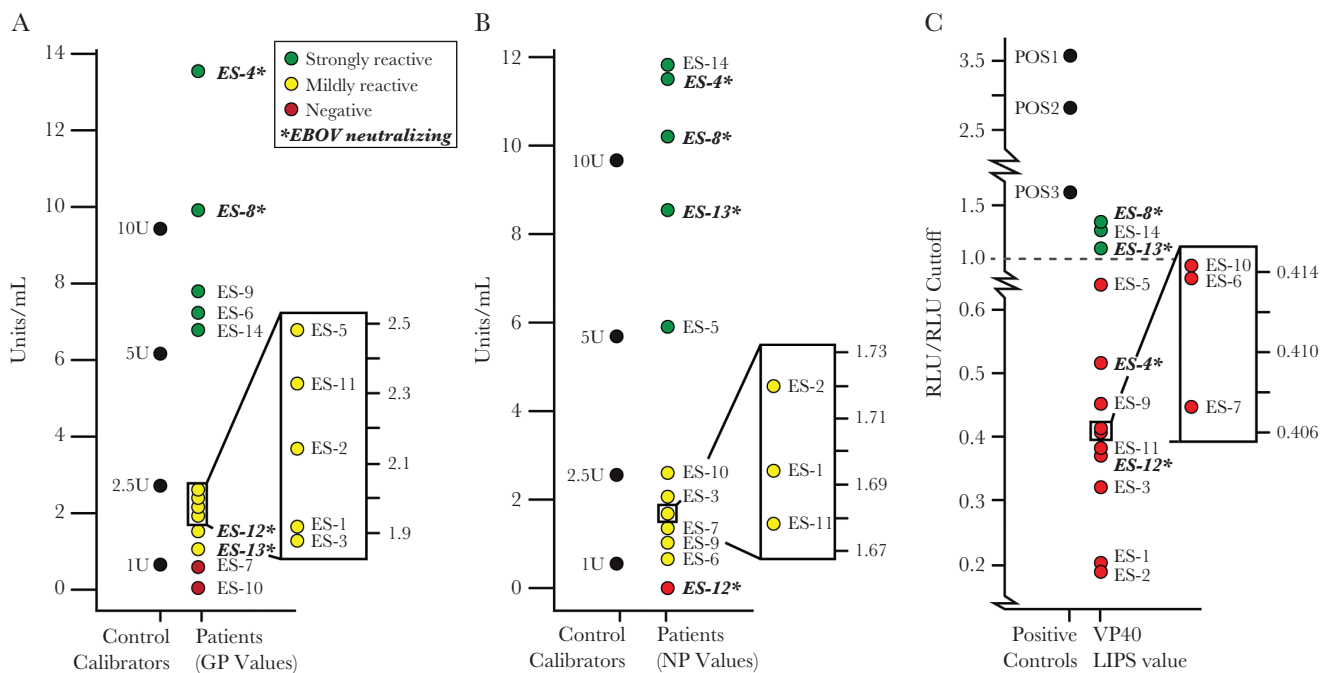 A
Units/mL
14
12
10
8
6
4
2
0
10U
5U
2.5U
1U
ES-4*
ES-8*
ES-9
ES-6
ES-14
ES-12*
ES-13*
ES-7
ES-10
Strongly reactive
Mildly reactive
Negative
*EBOV neutralizing
ES-5
ES-11
ES-2
ES-1
ES-3
2.5
2.3
2.1
1.9
Control
Calibrators
Patients
(GP Values)
B
Units/mL
12
10
8
6
4
2
0
10U
5U
2.5U
1U
ES-14
ES-4*
ES-8*
ES-13*
ES-5
ES-10
ES-3
ES-7
ES-9
ES-6
ES-12*
ES-2
ES-1
ES-11
1.73
1.71
1.69
1.67
Control
Calibrators
Patients
(NP Values)
C
RLU/RLU Cuttoff
3.5
2.5
1.5
1.0
0.6
0.5
0.4
0.3
0.2
POS1
POS2
POS3
ES-8*
ES-14
ES-13*
ES-5
ES-4*
ES-9
ES-11
ES-12*
ES-3
ES-1
ES-2
ES-10
ES-6
ES-7
0.414
0.410
0.406
Positive
Controls
VP40
LIPS value